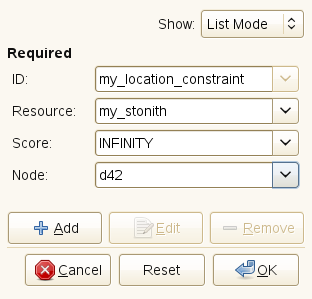 Show: List Mode
Required
ID: my_location_constraint
Resource: my_stonith
Score: INFINITY
Node: d42
Add Edit Remove
Cancel Reset OK